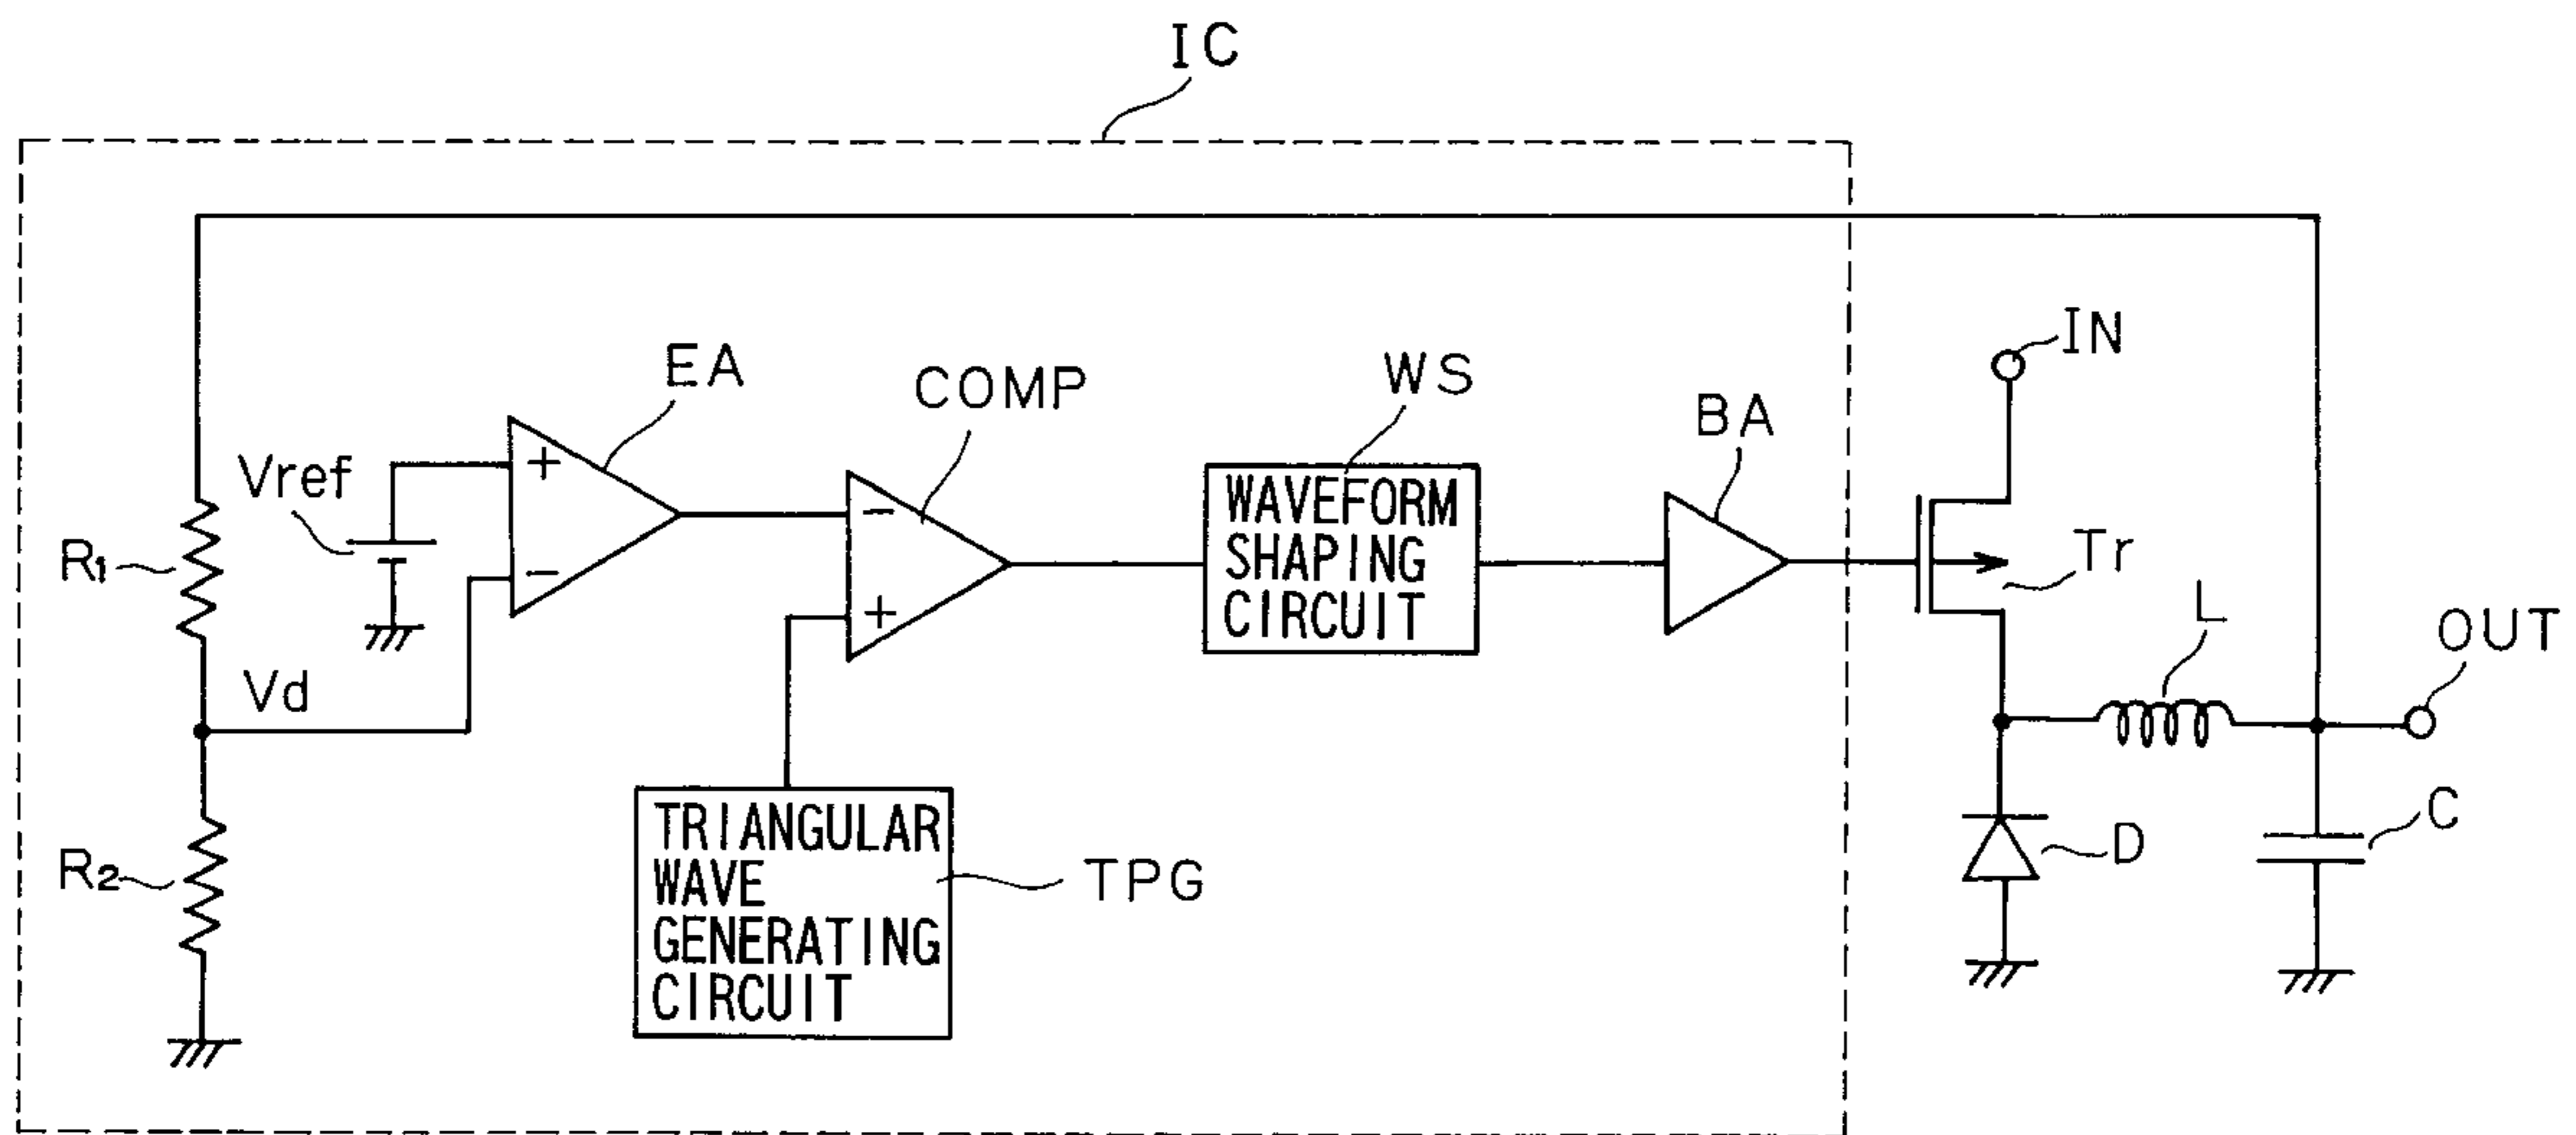 IC
IN
EA
COMP
WS
BA
Vref
+
−
−
+
WAVEFORM
SHAPING
CIRCUIT
Tr
R1
L
OUT
Vd
TRIANGULAR
WAVE
GENERATING
CIRCUIT
TPG
R2
D
C